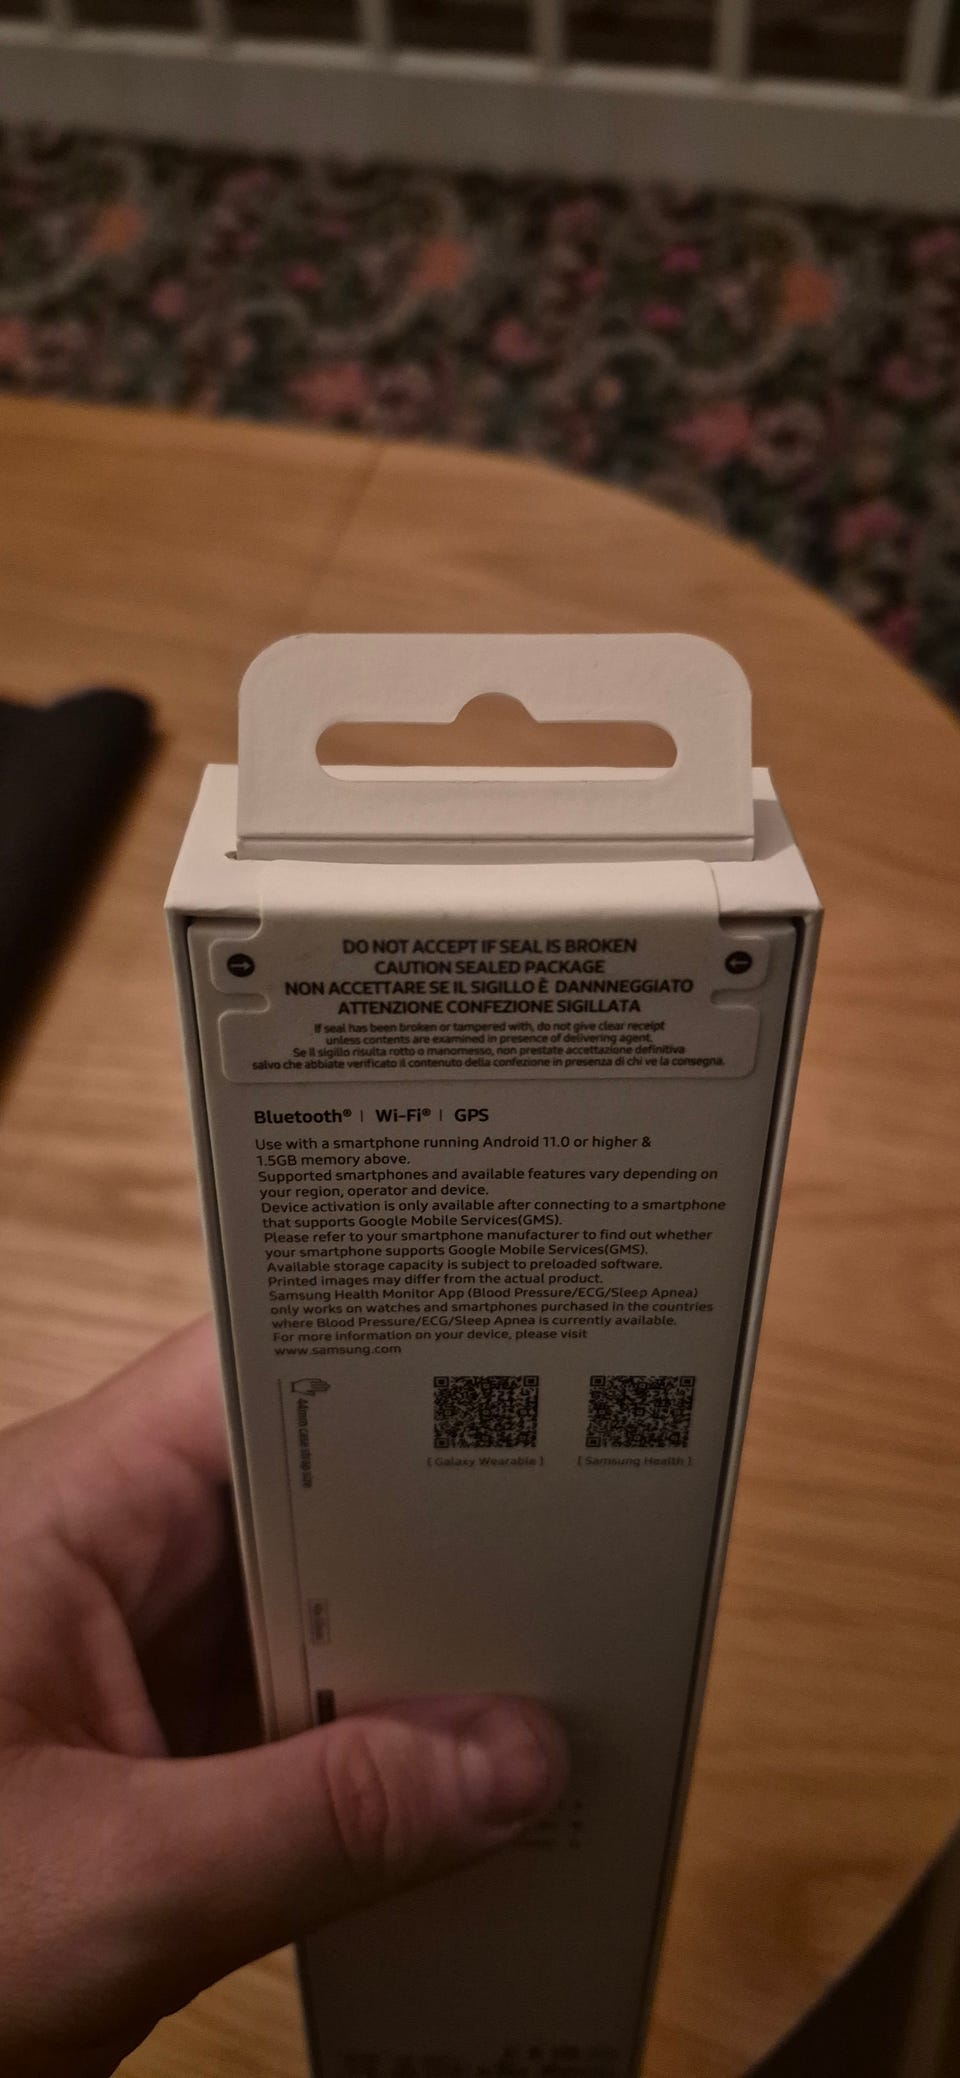 DO NOT ACCEPT IF SEAL IS BROKEN
CAUTION SEALED PACKAGE
NON ACCETTARE SE IL SIGILLO È DANNNEGGIATO
ATTENZIONE CONFEZIONE SIGILLATA
If seal has been broken or tampered with, do not give clear receipt
unless contents are examined in presence of delivering agent.
Se il sigillo risulta rotto o manomesso, non prestate accettazione definitiva
salvo che abbiate verificato il contenuto della confezione in presenza di chi ve la consegna.
Bluetooth® | Wi-Fi® | GPS
Use with a smartphone running Android 11.0 or higher &
1.5GB memory above.
Supported smartphones and available features vary depending on
your region, operator and device.
Device activation is only available after connecting to a smartphone
that supports Google Mobile Services(GMS).
Please refer to your smartphone manufacturer to find out whether
your smartphone supports Google Mobile Services(GMS).
Available storage capacity is subject to preloaded software.
Printed images may differ from the actual product.
Samsung Health Monitor App (Blood Pressure/ECG/Sleep Apnea)
only works on watches and smartphones purchased in the countries
where Blood Pressure/ECG/Sleep Apnea is currently available.
For more information on your device, please visit
www.samsung.com
44mm case strap size
[ Galaxy Wearable ] [ Samsung Health ]